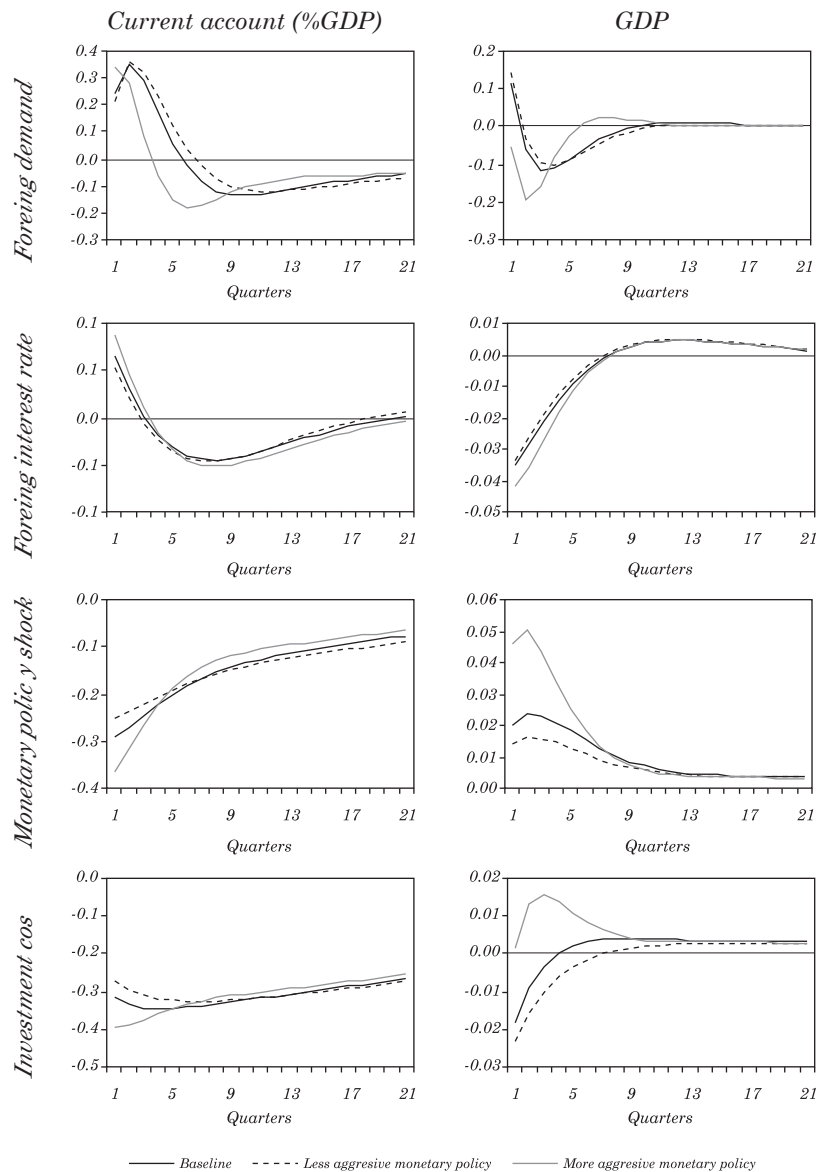 Current account (%GDP)
GDP
Foreing demand
0.4
0.3
0.2
0.1
0.0
-0.1
-0.2
-0.3
1 5 9 13 17 21
Quarters
0.2
0.1
0.0
-0.1
-0.2
-0.3
1 5 9 13 17 21
Quarters
Foreing interest rate
0.1
0.1
0.0
-0.1
-0.1
1 5 9 13 17 21
Quarters
0.01
0.00
-0.01
-0.02
-0.03
-0.04
-0.05
1 5 9 13 17 21
Quarters
Monetary polic y shock
0.0
-0.1
-0.2
-0.3
-0.4
1 5 9 13 17 21
Quarters
0.06
0.05
0.04
0.03
0.02
0.01
0.00
1 5 9 13 17 21
Quarters
Investment cos
0.0
-0.1
-0.2
-0.3
-0.4
-0.5
1 5 9 13 17 21
Quarters
0.02
0.01
0.00
-0.01
-0.02
-0.03
1 5 9 13 17 21
Quarters
Baseline Less aggresive monetary policy More aggresive monetary policy